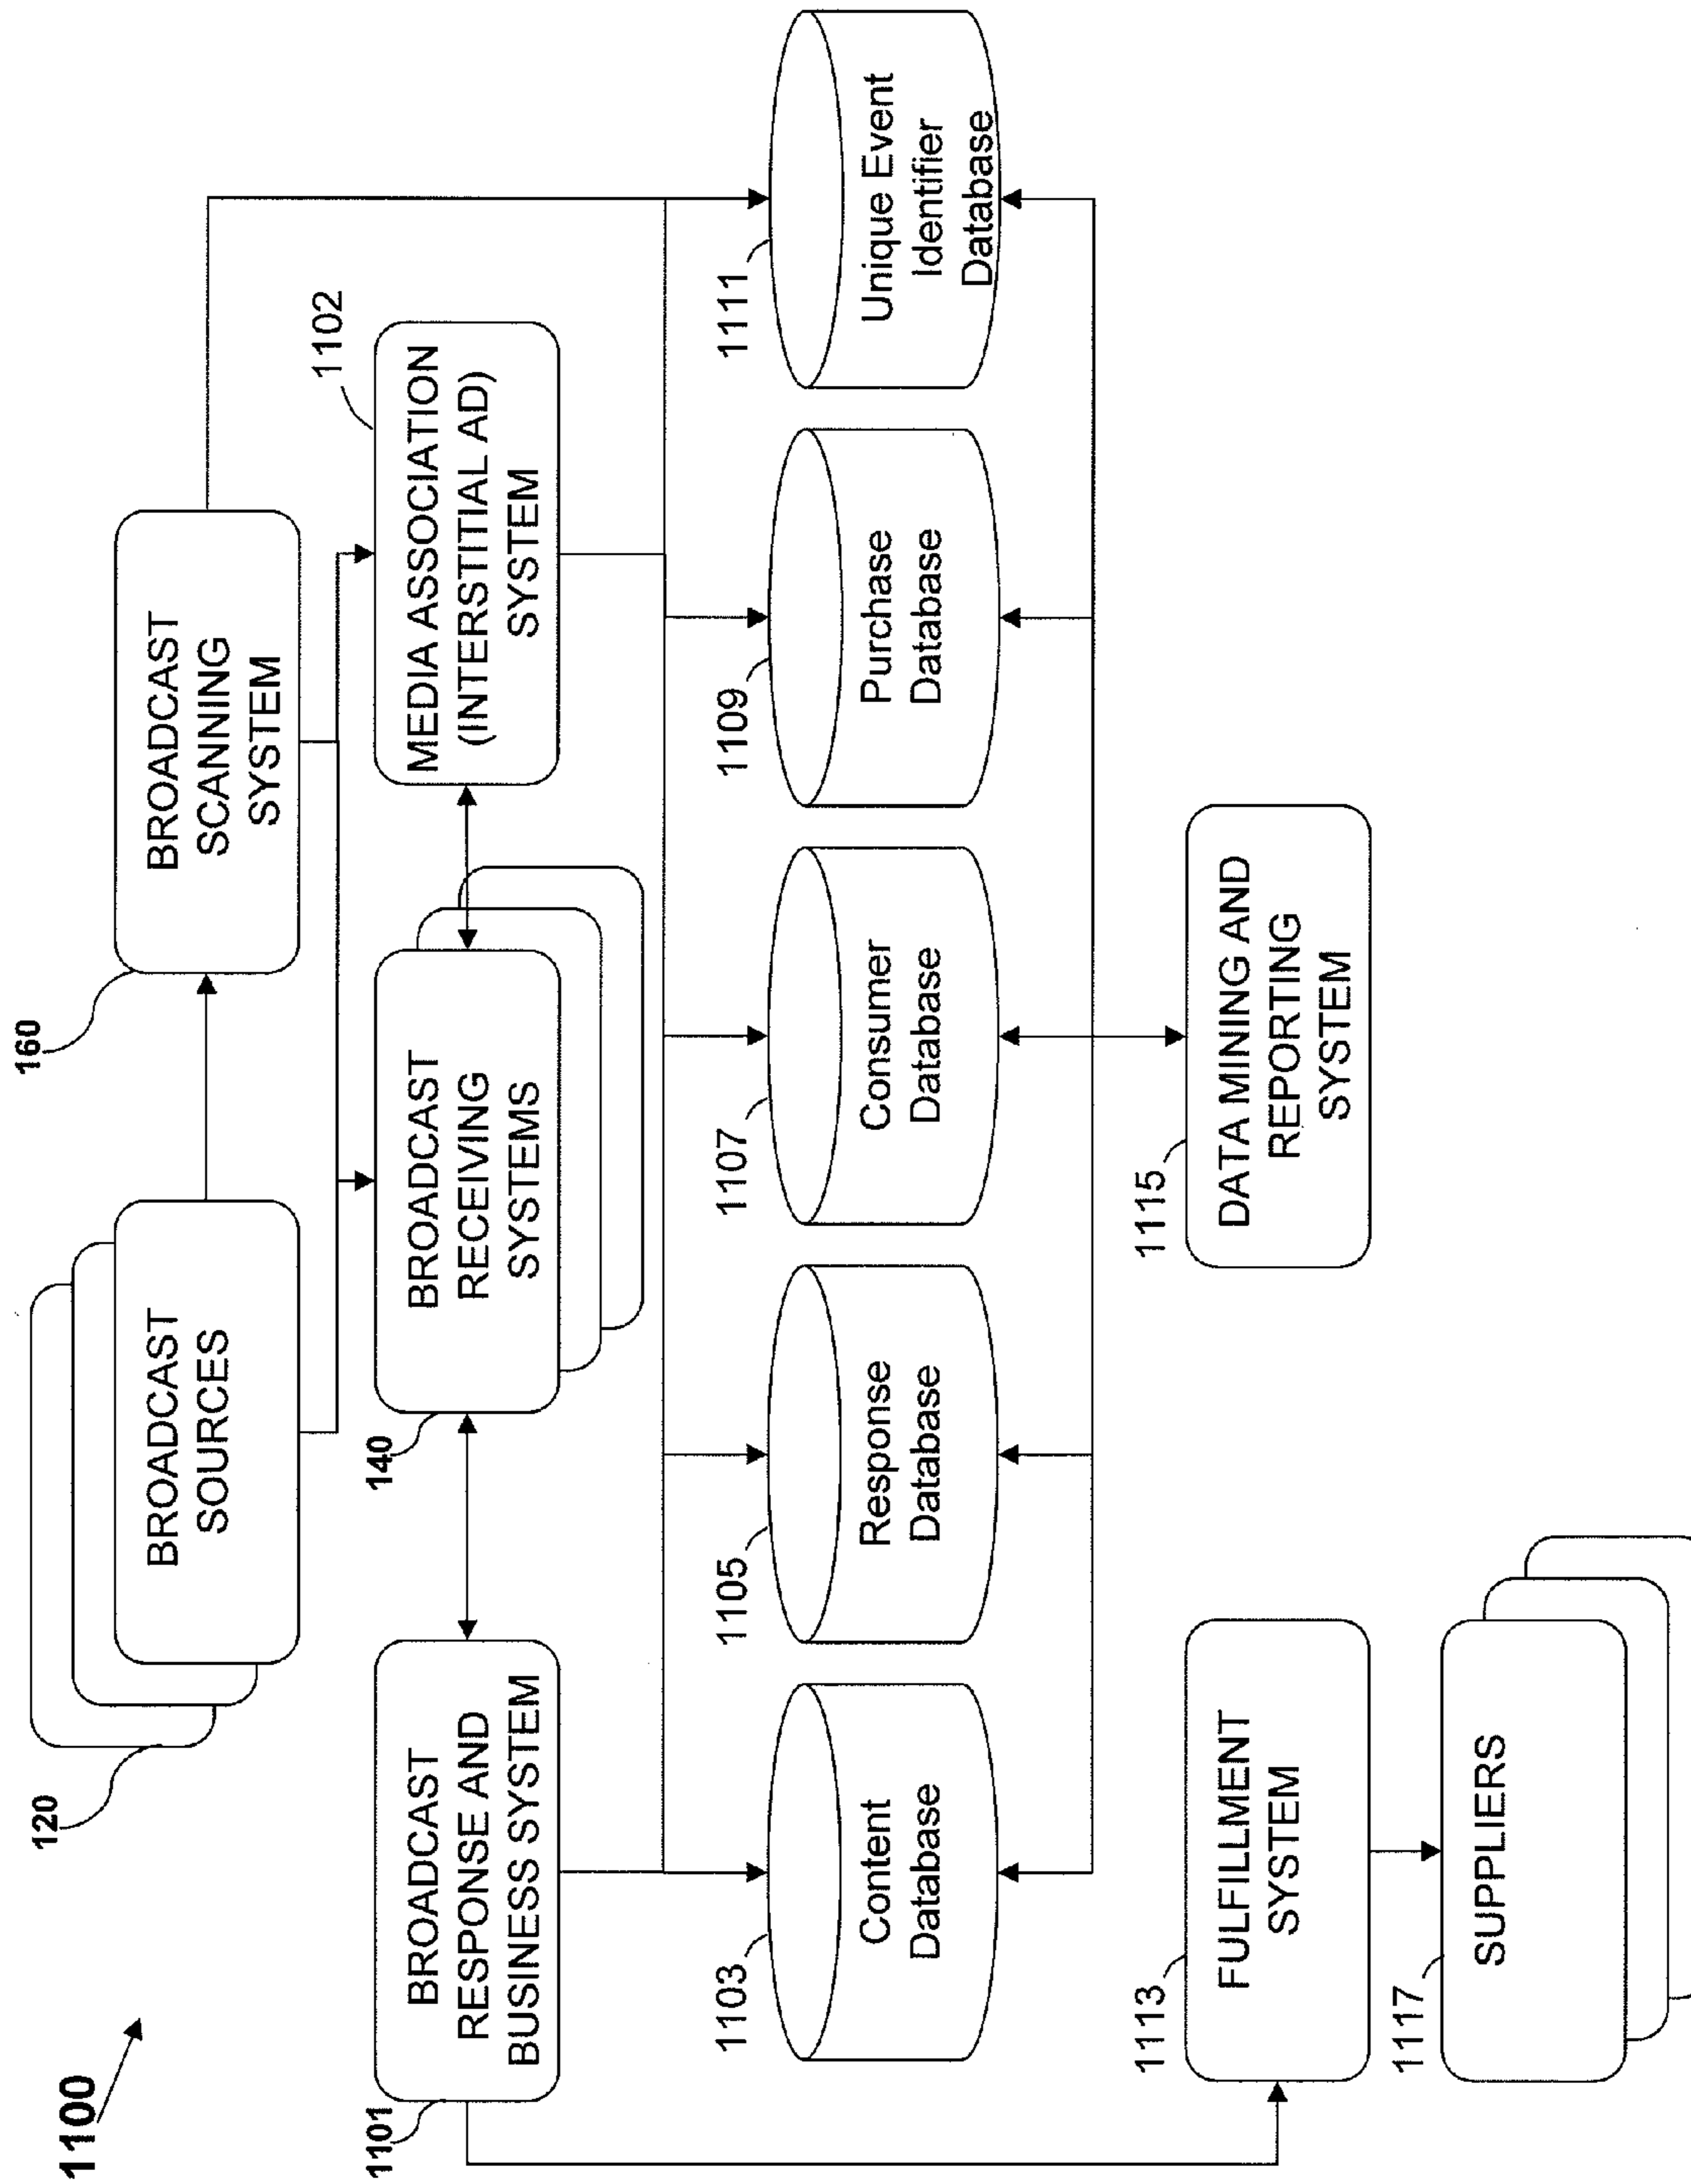 1100
120
BROADCAST
SOURCES
160
BROADCAST
SCANNING
SYSTEM
1101
BROADCAST
RESPONSE AND
BUSINESS SYSTEM
140
BROADCAST
RECEIVING
SYSTEMS
1102
MEDIA ASSOCIATION
(INTERSTITIAL AD)
SYSTEM
1103
Content
Database
1105
Response
Database
1107
Consumer
Database
1109
Purchase
Database
1111
Unique Event
Identifier
Database
1113
FULFILLMENT
SYSTEM
1115
DATA MINING AND
REPORTING
SYSTEM
1117
SUPPLIERS